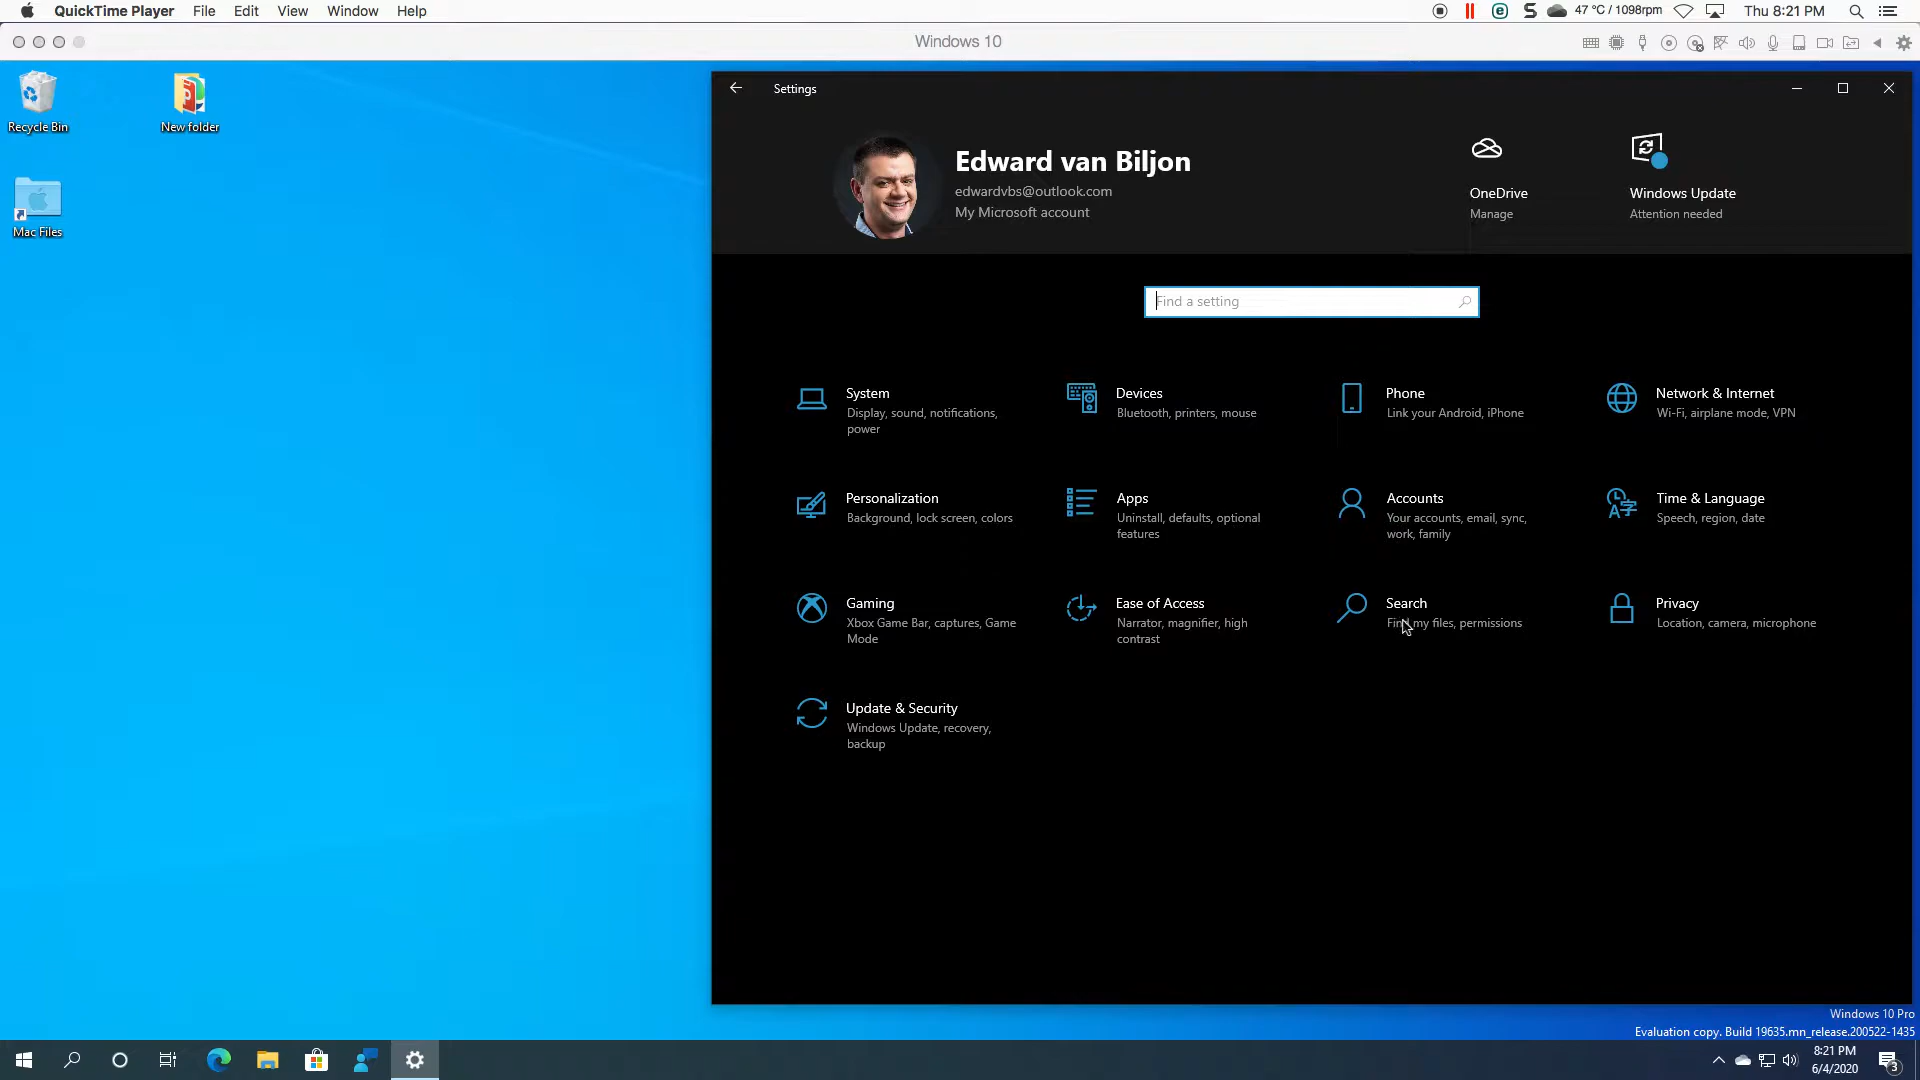 QuickTime Player File Edit View Window Help
47 °C / 1098rpm Thu 8:21 PM
Windows 10
Recycle Bin
New folder
Mac Files
Settings
Edward van Biljon
edwardvbs@outlook.com
My Microsoft account
OneDrive
Manage
Windows Update
Attention needed
Find a setting
System
Display, sound, notifications,
power
Devices
Bluetooth, printers, mouse
Phone
Link your Android, iPhone
Network & Internet
Wi-Fi, airplane mode, VPN
Personalization
Background, lock screen, colors
Apps
Uninstall, defaults, optional
features
Accounts
Your accounts, email, sync,
work, family
Time & Language
Speech, region, date
Gaming
Xbox Game Bar, captures, Game
Mode
Ease of Access
Narrator, magnifier, high
contrast
Search
Find my files, permissions
Privacy
Location, camera, microphone
Update & Security
Windows Update, recovery,
backup
Windows 10 Pro
Evaluation copy. Build 19635.mn_release.200522-1435
8:21 PM
6/4/2020
3